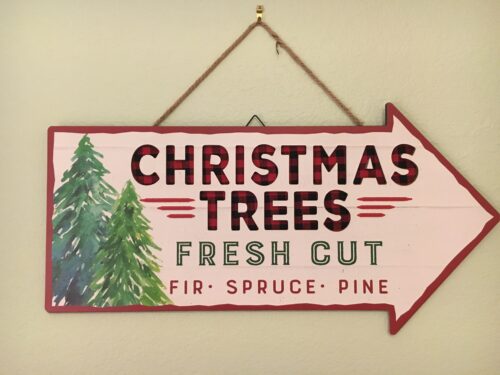 CHRISTMAS
TREES
FRESH CUT
FIR· SPRUCE· PINE